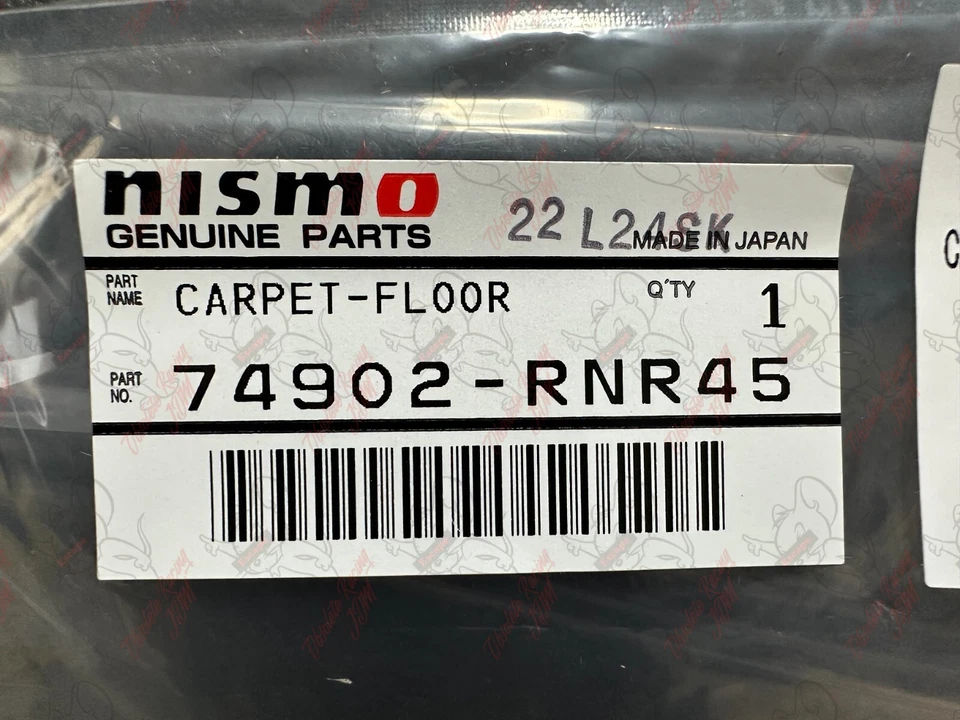 nismo
GENUINE PARTS
22 L24SK
MADE IN JAPAN
PART NAME CARPET-FLOOR Q'TY 1
PART NO. 74902-RNR45